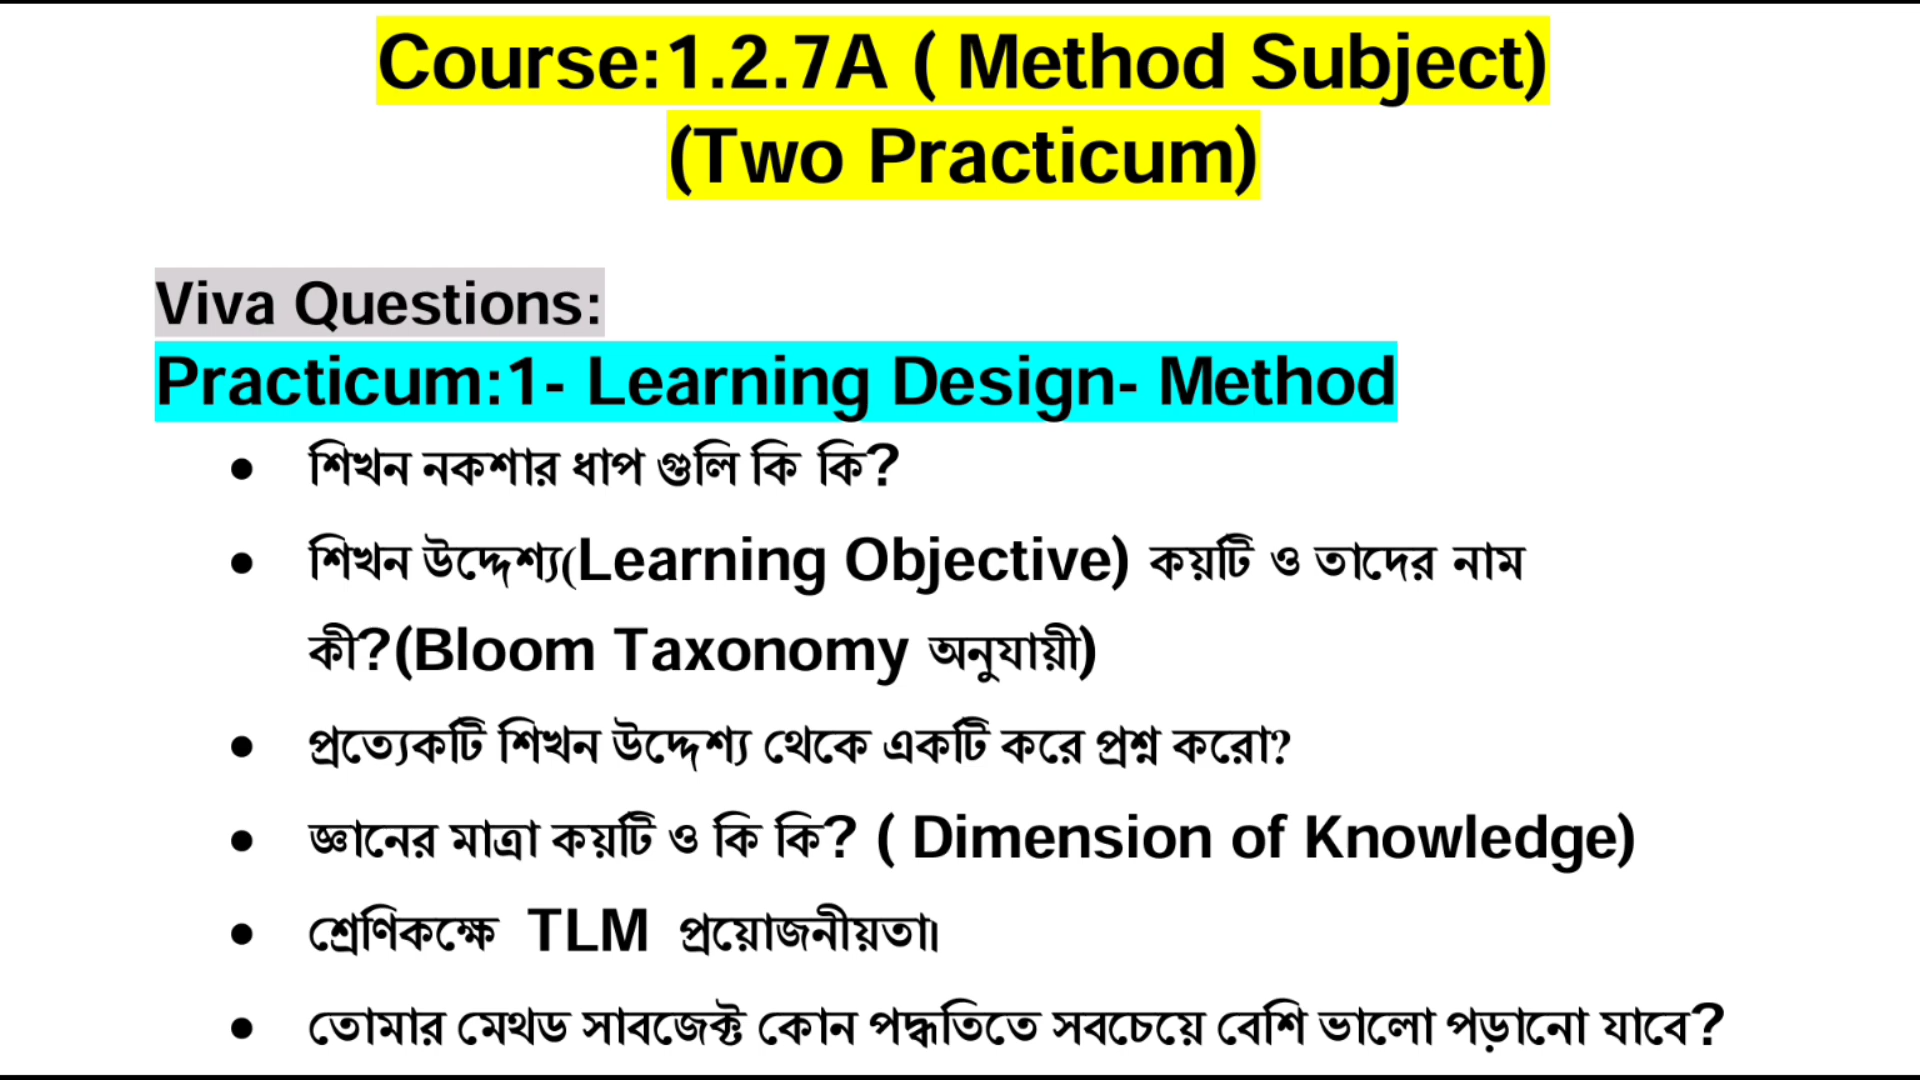 Course:1.2.7A ( Method Subject)
(Two Practicum)
Viva Questions:
Practicum:1- Learning Design- Method
● শিখন নকশার ধাপ গুলি কি কি?
● শিখন উদ্দেশ্য(Learning Objective) কয়টি ও তাদের নাম
কী?(Bloom Taxonomy অনুযায়ী)
● প্রত্যেকটি শিখন উদ্দেশ্য থেকে একটি করে প্রশ্ন করো?
● জ্ঞানের মাত্রা কয়টি ও কি কি? ( Dimension of Knowledge)
● শ্রেণিকক্ষে TLM প্রয়োজনীয়তা৷
● তোমার মেথড সাবজেক্ট কোন পদ্ধতিতে সবচেয়ে বেশি ভালো পড়ানো যাবে?